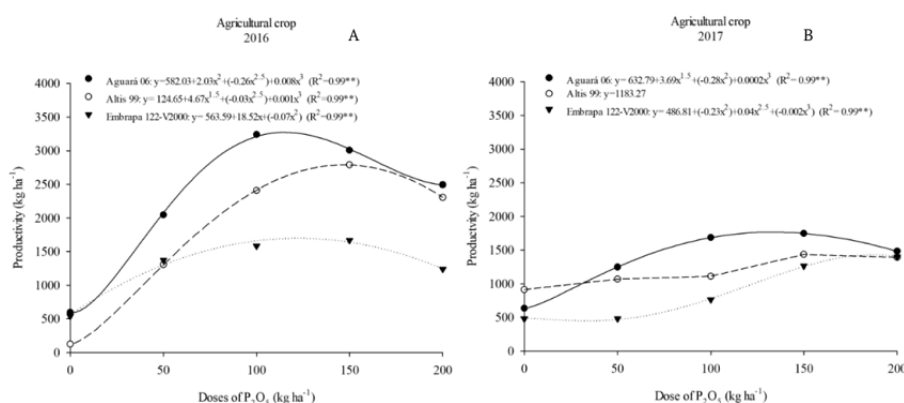 Agricultural crop
2016
A
Aguará 06: y=582.03+2.03x²+(-0.26x²·⁵)+0.008x³ (R²=0.99**)
Altis 99: y= 124.65+4.67x¹·⁵+(-0.03x²·⁵)+0.001x³ (R²=0.99**)
Embrapa 122-V2000: y= 563.59+18.52x+(-0.07x²) (R²=0.99**)
Productivity (kg ha⁻¹)
4000
3500
3000
2500
2000
1500
1000
500
0
0 50 100 150 200
Doses of P₂O₅ (kg ha⁻¹)
Agricultural crop
2017
B
Aguará 06: y= 632.79+3.69x¹·⁵+(-0.28x²)+0.0002x³ (R²=0.99**)
Altis 99: y=1183.27
Embrapa 122-V2000: y= 486.81+(-0.23x²)+0.04x²·⁵+(-0.002x³) (R²=0.99**)
Productivity (kg ha⁻¹)
4000
3500
3000
2500
2000
1500
1000
500
0
0 50 100 150 200
Dose of P₂O₅ (kg ha⁻¹)